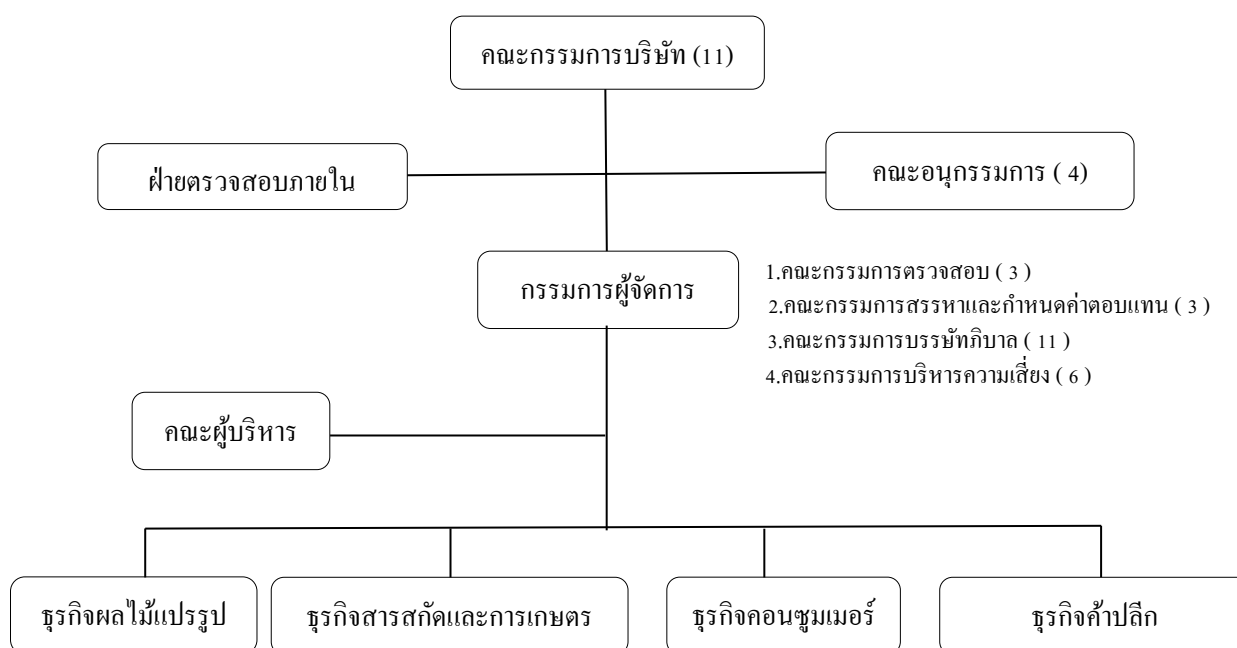 คณะกรรมการบริษัท (11)
ฝ่ายตรวจสอบภายใน
คณะอนุกรรมการ ( 4)
กรรมการผู้จัดการ
1.คณะกรรมการตรวจสอบ ( 3 )
2.คณะกรรมการสรรหาและกำหนดค่าตอบแทน ( 3 )
3.คณะกรรมการบรรษัทภิบาล ( 11 )
4.คณะกรรมการบริหารความเสี่ยง ( 6 )
คณะผู้บริหาร
ธุรกิจผลไม้แปรรูป
ธุรกิจสารสกัดและการเกษตร
ธุรกิจคอนซูมเมอร์
ธุรกิจค้าปลีก